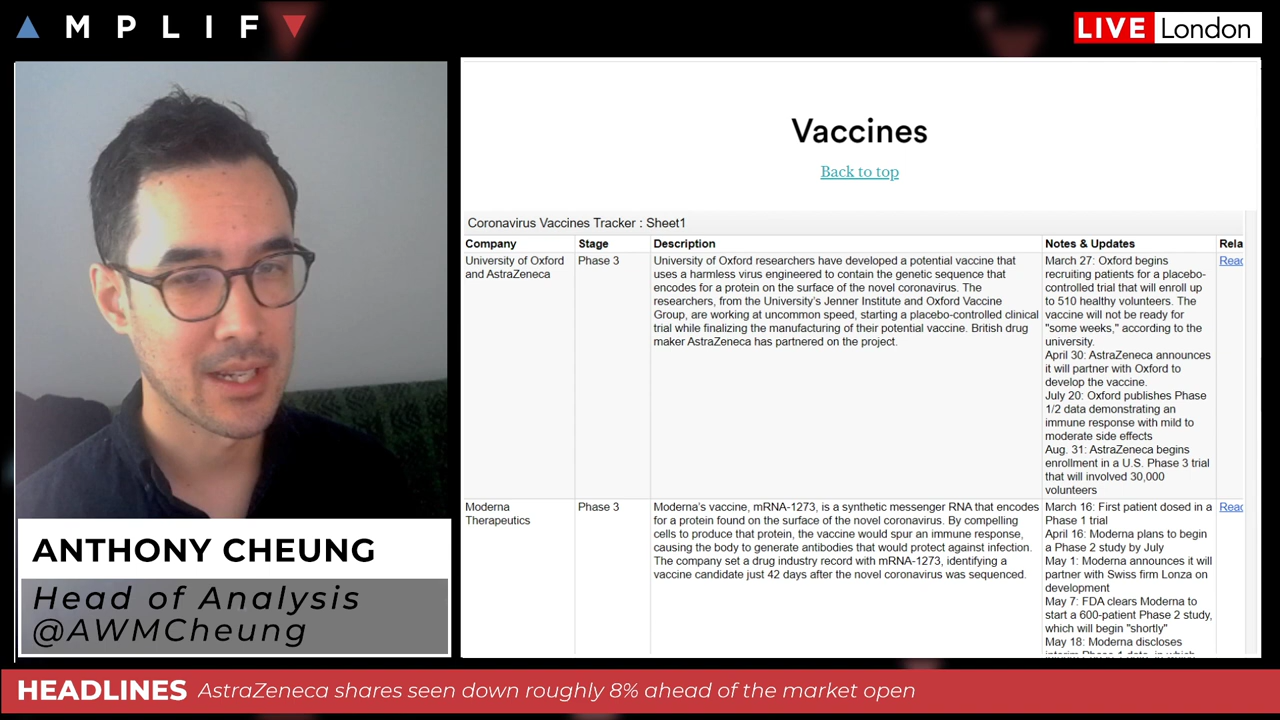 AMPLIFY
LIVE London
Vaccines
Back to top
Coronavirus Vaccines Tracker : Sheet1
Company Stage Description Notes & Updates Rela
University of Oxford
and AstraZeneca
Phase 3
University of Oxford researchers have developed a potential vaccine that
uses a harmless virus engineered to contain the genetic sequence that
encodes for a protein on the surface of the novel coronavirus. The
researchers, from the University's Jenner Institute and Oxford Vaccine
Group, are working at uncommon speed, starting a placebo-controlled clinical
trial while finalizing the manufacturing of their potential vaccine. British drug
maker AstraZeneca has partnered on the project.
March 27: Oxford begins
recruiting patients for a placebo-
controlled trial that will enroll up
to 510 healthy volunteers. The
vaccine will not be ready for
"some weeks," according to the
university.
April 30: AstraZeneca announces
it will partner with Oxford to
develop the vaccine.
July 20: Oxford publishes Phase
1/2 data demonstrating an
immune response with mild to
moderate side effects
Aug. 31: AstraZeneca begins
enrollment in a U.S. Phase 3 trial
that will involved 30,000
volunteers
Read
Moderna
Therapeutics
Phase 3
Moderna's vaccine, mRNA-1273, is a synthetic messenger RNA that encodes
for a protein found on the surface of the novel coronavirus. By compelling
cells to produce that protein, the vaccine would spur an immune response,
causing the body to generate antibodies that would protect against infection.
The company set a drug industry record with mRNA-1273, identifying a
vaccine candidate just 42 days after the novel coronavirus was sequenced.
March 16: First patient dosed in a
Phase 1 trial
April 16: Moderna plans to begin
a Phase 2 study by July
May 1: Moderna announces it will
partner with Swiss firm Lonza on
development
May 7: FDA clears Moderna to
start a 600-patient Phase 2 study,
which will begin "shortly"
May 18: Moderna discloses
Read
ANTHONY CHEUNG
Head of Analysis
@AWMCheung
HEADLINES AstraZeneca shares seen down roughly 8% ahead of the market open